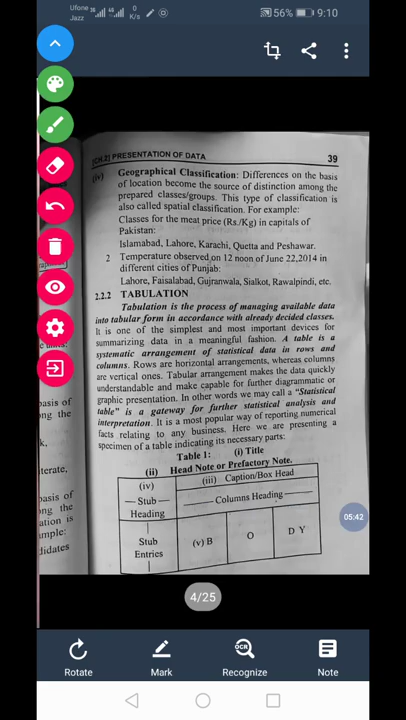 Ufone
Jazz
0
K/s
56%
9:10
[CH.2] PRESENTATION OF DATA
39
(iv) Geographical Classification: Differences on the basis
of location become the source of distinction among the
prepared classes/groups. This type of classification is
also called spatial classification. For example:
Classes for the meat price (Rs./Kg) in capitals of
Pakistan:
Islamabad, Lahore, Karachi, Quetta and Peshawar.
2 Temperature observed on 12 noon of June 22,2014 in
different cities of Punjab:
Lahore, Faisalabad, Gujranwala, Sialkot, Rawalpindi, etc.
2.2.2 TABULATION
Tabulation is the process of managing available data
into tabular form in accordance with already decided classes.
It is one of the simplest and most important devices for
summarizing data in a meaningful fashion. A table is a
systematic arrangement of statistical data in rows and
columns. Rows are horizontal arrangements, whereas columns
are vertical ones. Tabular arrangement makes the data quickly
understandable and make capable for further diagrammatic or
graphic presentation. In other words we may call a "Statistical
table" is a gateway for further statistical analysis and
interpretation. It is a most popular way of reporting numerical
facts relating to any business. Here we are presenting a
specimen of a table indicating its necessary parts:
Table 1: (i) Title
(ii) Head Note or Prefactory Note.
(iv)
Stub
Heading
(iii) Caption/Box Head
Columns Heading
Stub
Entries
(v) B
O
D Y
asis of
ng the
k,
terate,
basis of
ng the
ation is
mple:
didates
05:42
4/25
Rotate
Mark
OCR
Recognize
Note